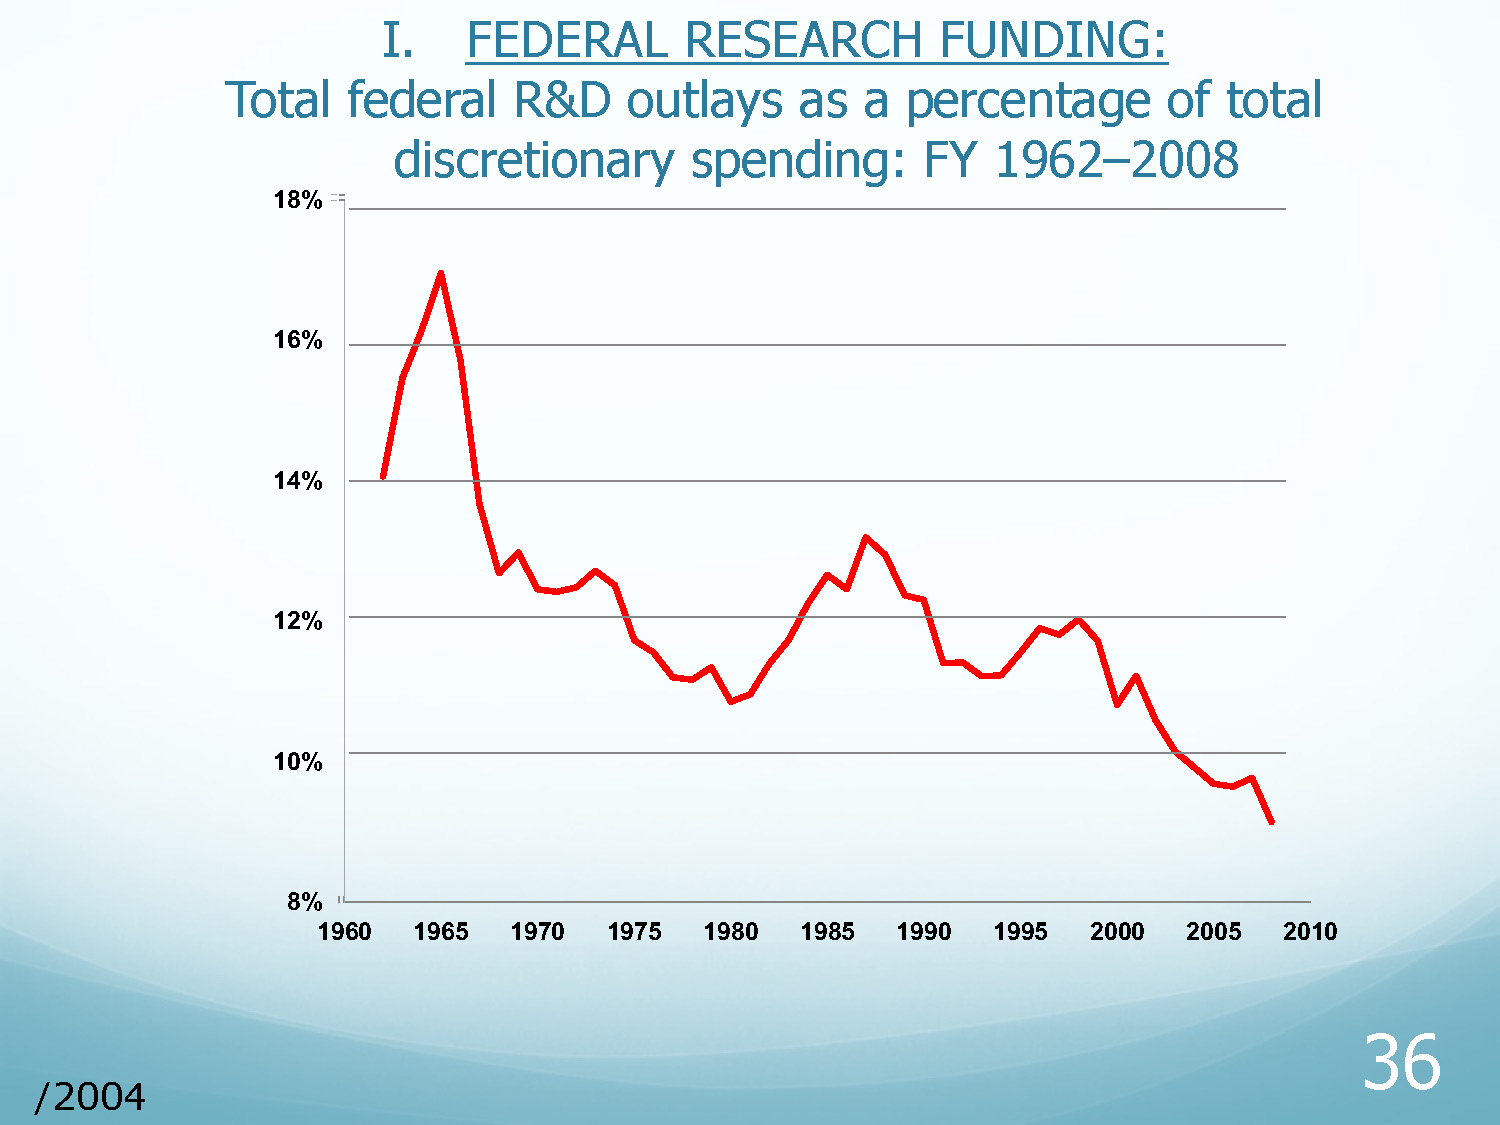 I. FEDERAL RESEARCH FUNDING:
Total federal R&D outlays as a percentage of total
discretionary spending: FY 1962–2008
18%
16%
14%
12%
10%
8%
1960 1965 1970 1975 1980 1985 1990 1995 2000 2005 2010
36
/2004